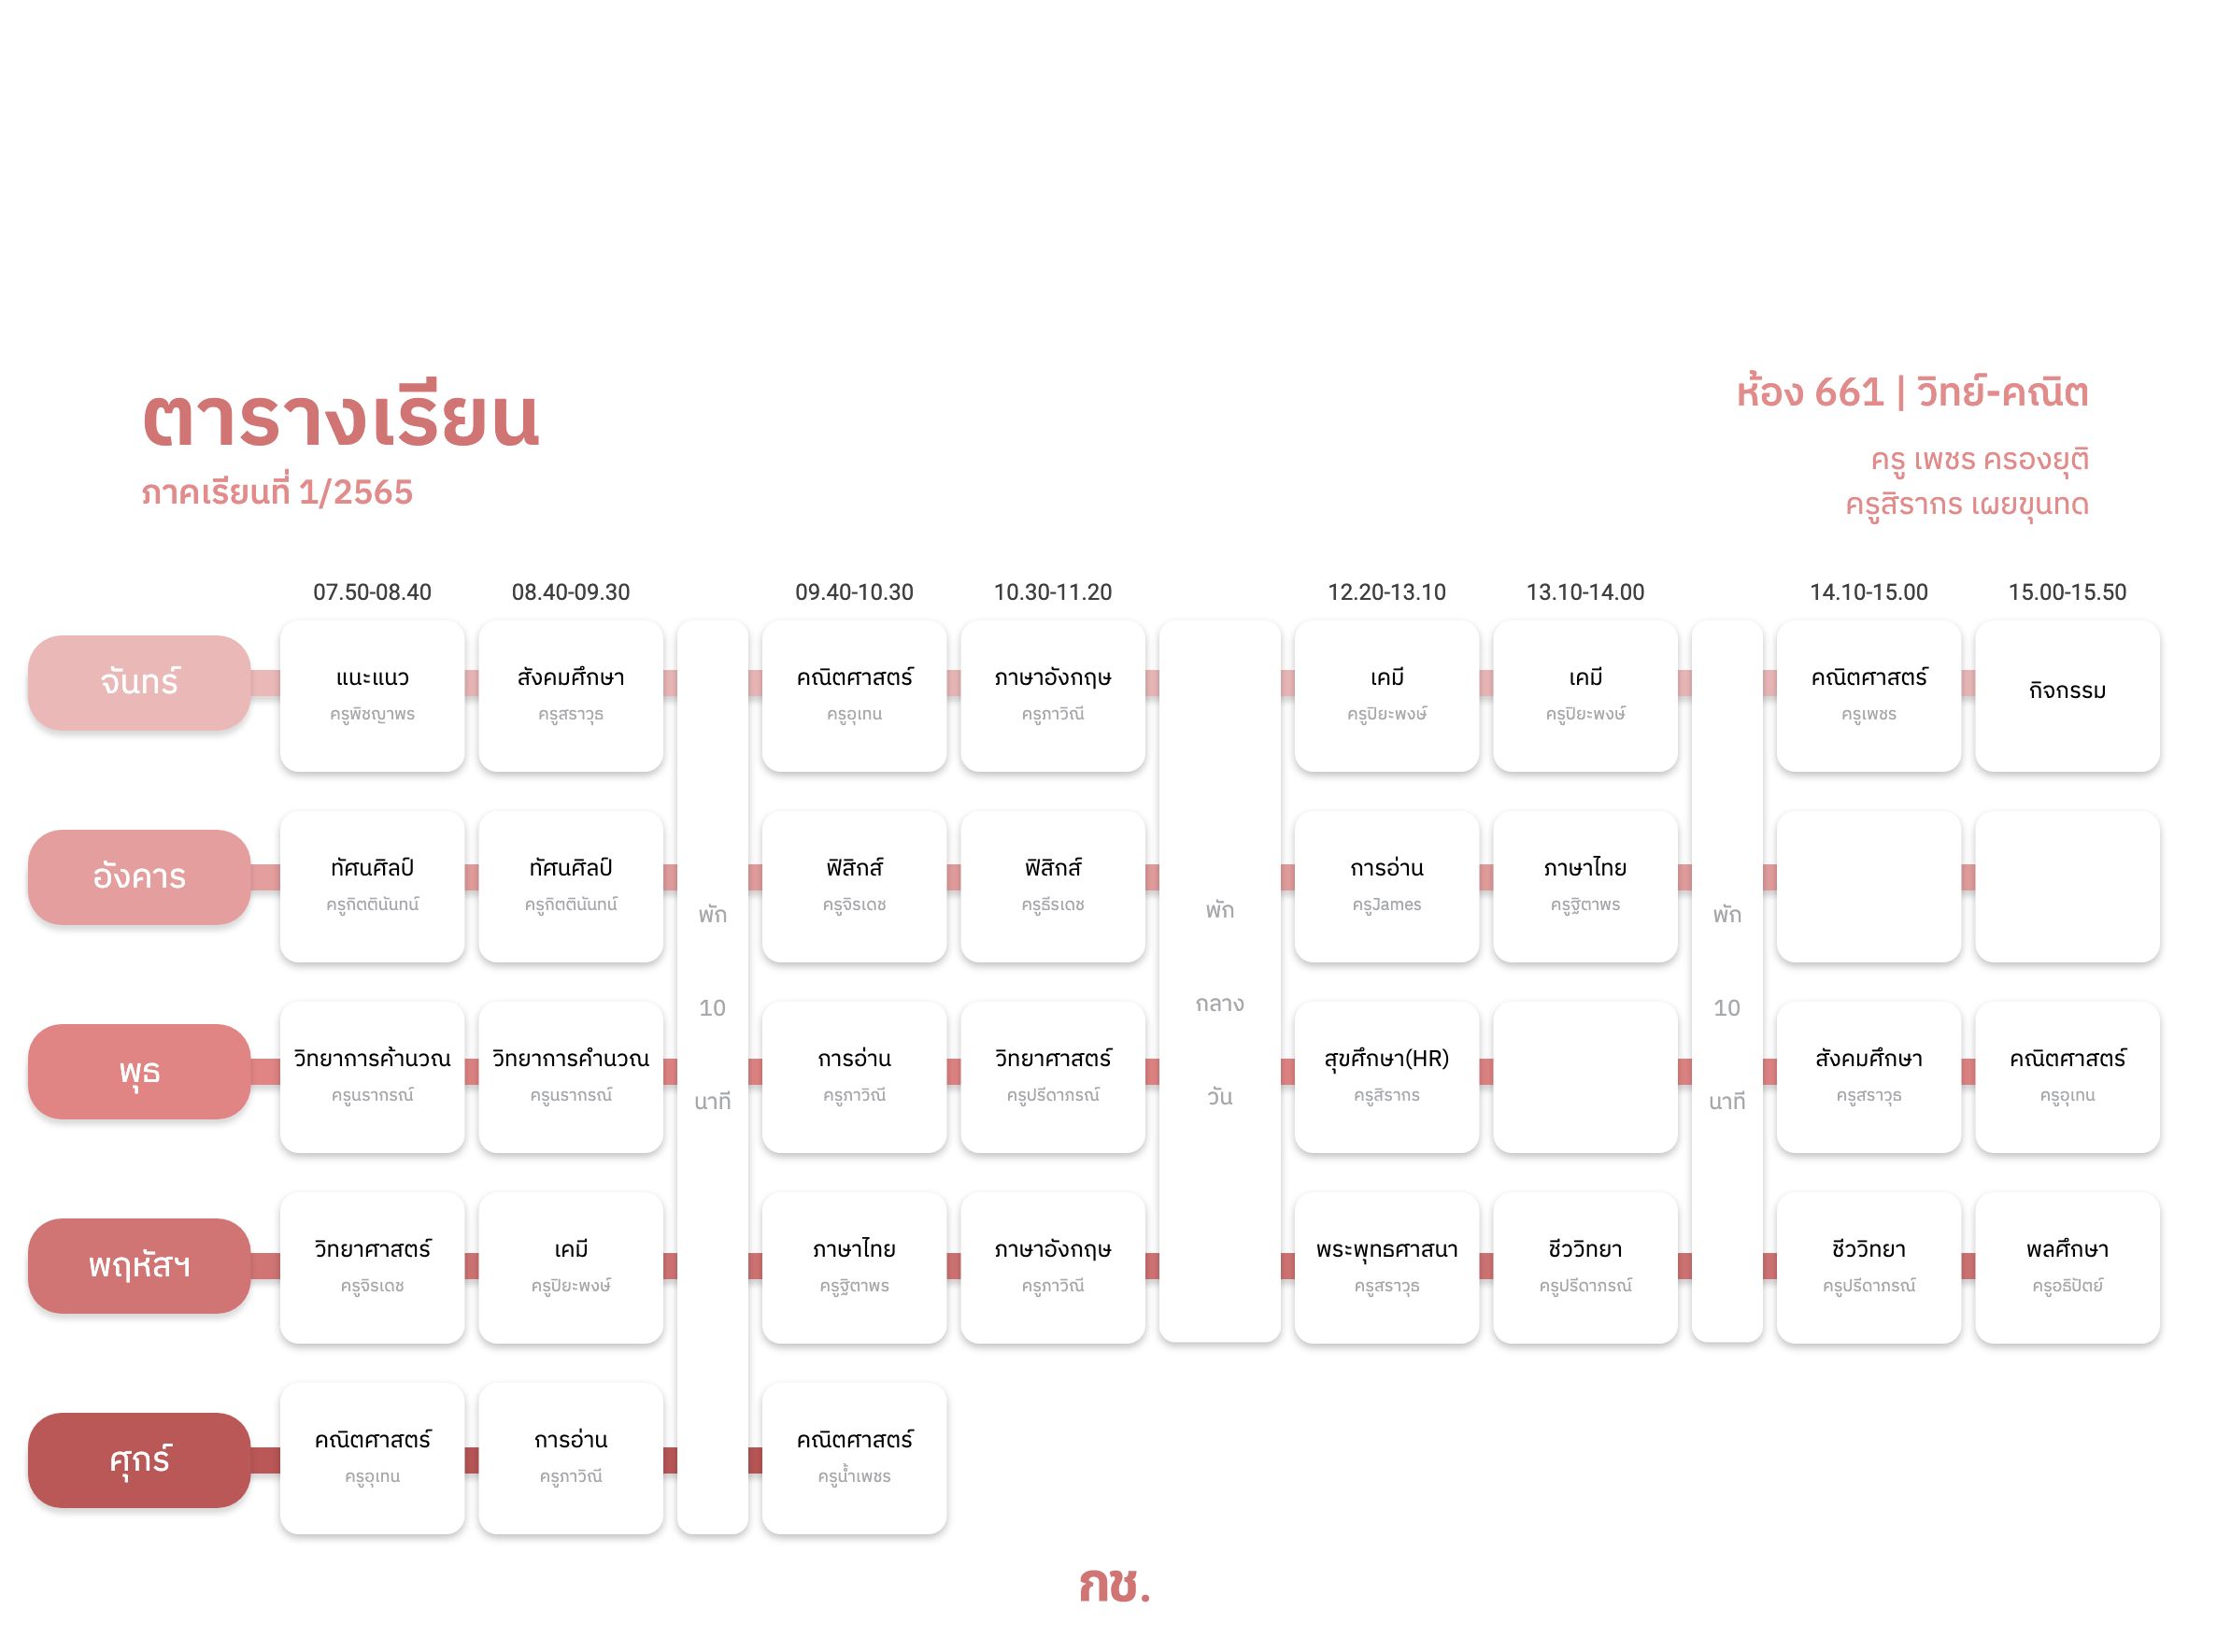 ตารางเรียน
ภาคเรียนที่ 1/2565
ห้อง 661 | วิทย์-คณิต
ครู เพชร ครองยุติ
ครูสิรากร เผยขุนทด
07.50-08.40 08.40-09.30 09.40-10.30 10.30-11.20 12.20-13.10 13.10-14.00 14.10-15.00 15.00-15.50
จันทร์
แนะแนว สังคมศึกษา คณิตศาสตร์ ภาษาอังกฤษ เคมี เคมี คณิตศาสตร์ กิจกรรม
ครูพิชญาพร ครูสราวุธ ครูอุเทน ครูภาวิณี ครูปิยะพงษ์ ครูปิยะพงษ์ ครูเพชร
อังคาร
ทัศนศิลป์ ทัศนศิลป์ ฟิสิกส์ ฟิสิกส์ การอ่าน ภาษาไทย
ครูกิตตินันทน์ ครูกิตตินันทน์ ครูจิรเดช ครูธีรเดช ครูJames ครูฐิตาพร
พัก พัก พัก
10 กลาง 10
นาที วัน นาที
พุธ
วิทยาการค้านวณ วิทยาการคำนวณ การอ่าน วิทยาศาสตร์ สุขศึกษา(HR) สังคมศึกษา คณิตศาสตร์
ครูนรากรณ์ ครูนรากรณ์ ครูภาวิณี ครูปรีดาภรณ์ ครูสิรากร ครูสราวุธ ครูอุเทน
พฤหัสฯ
วิทยาศาสตร์ เคมี ภาษาไทย ภาษาอังกฤษ พระพุทธศาสนา ชีววิทยา ชีววิทยา พลศึกษา
ครูจิรเดช ครูปิยะพงษ์ ครูฐิตาพร ครูภาวิณี ครูสราวุธ ครูปรีดาภรณ์ ครูปรีดาภรณ์ ครูอธิปัตย์
ศุกร์
คณิตศาสตร์ การอ่าน คณิตศาสตร์
ครูอุเทน ครูภาวิณี ครูน้ำเพชร
กช.